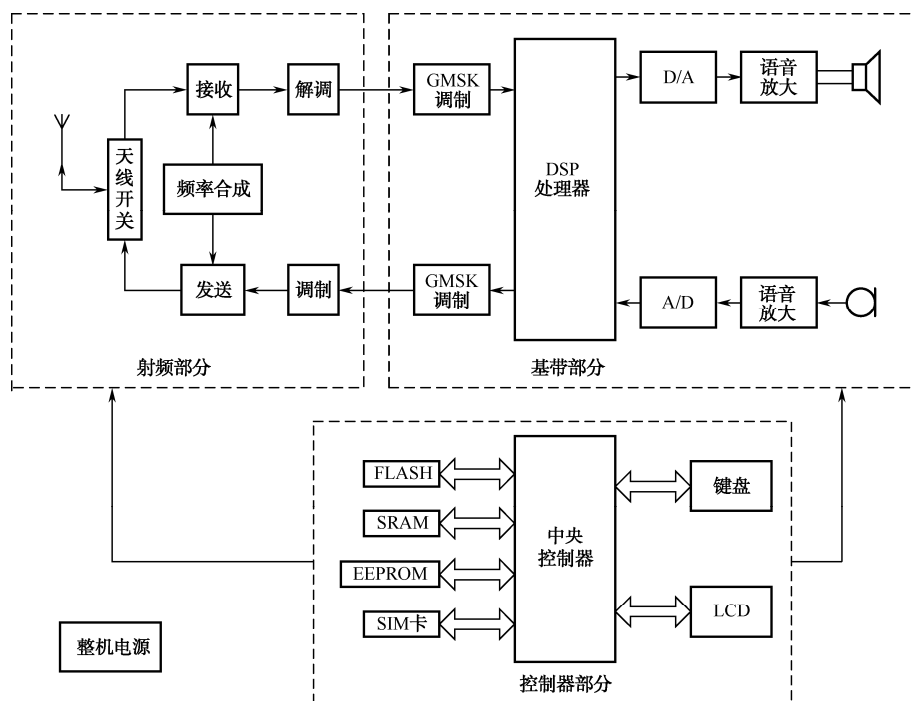 接收
解调
GMSK
调制
D/A
语音
放大
天
线
开
关
频率合成
DSP
处理器
发送
调制
GMSK
调制
A/D
语音
放大
射频部分
基带部分
FLASH
SRAM
EEPROM
SIM卡
中央
控制器
键盘
LCD
整机电源
控制器部分